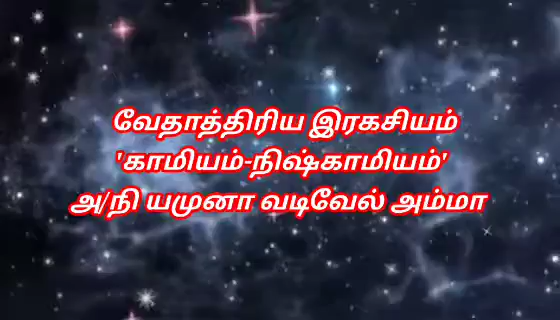 வேதாத்திரிய இரகசியம்
'காமியம்-நிஷ்காமியம்'
அ/நி யமுனா வடிவேல் அம்மா